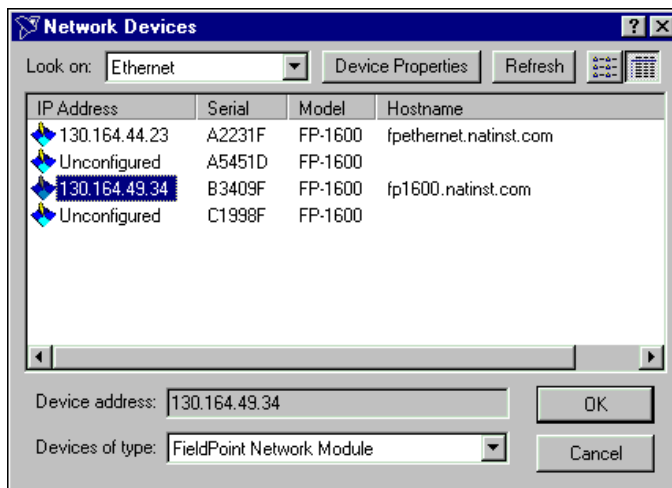 Network Devices
Look on: Ethernet Device Properties Refresh
IP Address Serial Model Hostname
130.164.44.23 A2231F FP-1600 fpethernet.natinst.com
Unconfigured A5451D FP-1600
130.164.49.34 B3409F FP-1600 fp1600.natinst.com
Unconfigured C1998F FP-1600
Device address: 130.164.49.34 OK
Devices of type: FieldPoint Network Module Cancel